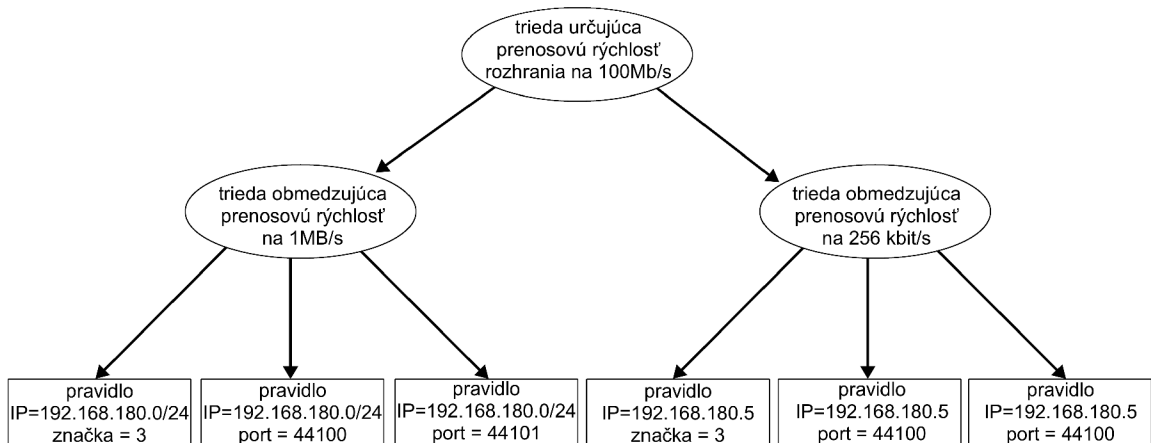 trieda určujúca
prenosovú rýchlosť
rozhrania na 100Mb/s
trieda obmedzujúca
prenosovú rýchlosť
na 1MB/s
trieda obmedzujúca
prenosovú rýchlosť
na 256 kbit/s
pravidlo
IP=192.168.180.0/24
značka = 3
pravidlo
IP=192.168.180.0/24
port = 44100
pravidlo
IP=192.168.180.0/24
port = 44101
pravidlo
IP=192.168.180.5
značka = 3
pravidlo
IP=192.168.180.5
port = 44100
pravidlo
IP=192.168.180.5
port = 44100